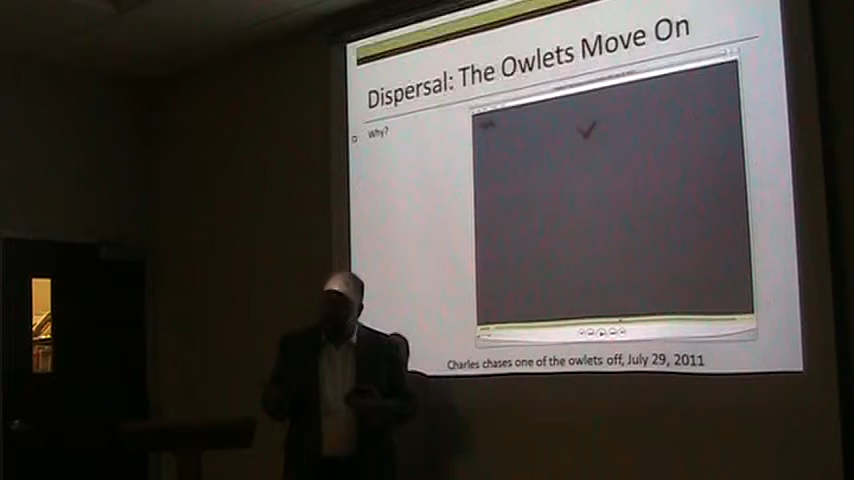 Dispersal: The Owlets Move On
Why?
Charles chases one of the owlets off, July 29, 2011